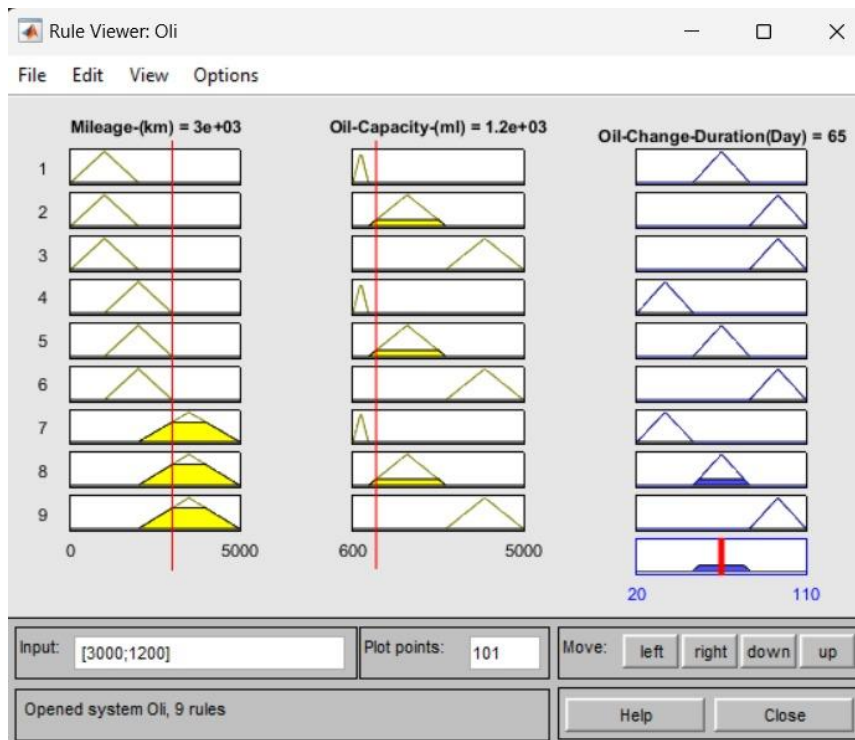 Rule Viewer: Oli
File Edit View Options
Mileage-(km) = 3e+03 Oil-Capacity-(ml) = 1.2e+03 Oil-Change-Duration(Day) = 65
1
2
3
4
5
6
7
8
9
0 5000 600 5000
20 110
Input: [3000;1200] Plot points: 101 Move: left right down up
Opened system Oli, 9 rules Help Close